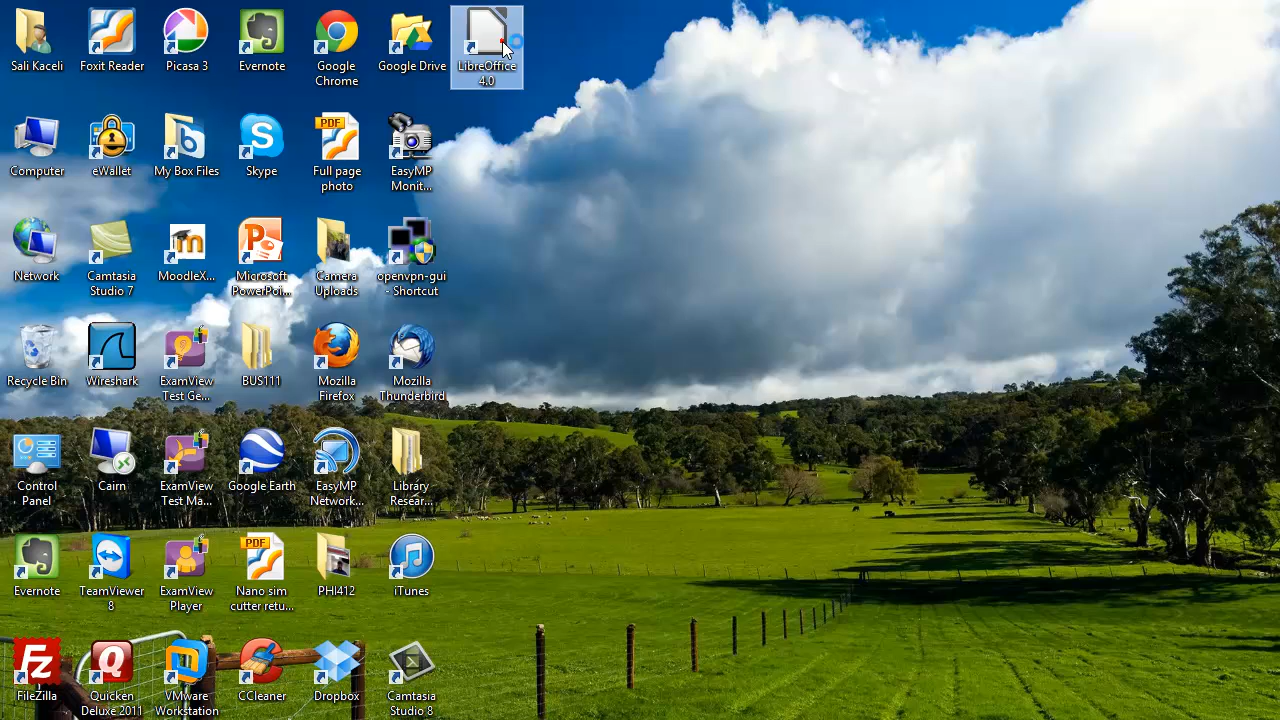 Sali Kaceli
Foxit Reader
Picasa 3
Evernote
Google
Chrome
Google Drive
LibreOffice
4.0
Computer
eWallet
My Box Files
Skype
PDF
Full page
photo
EasyMP
Monit...
Network
Camtasia
Studio 7
MoodleX...
Microsoft
PowerPoi...
Camera
Uploads
openvpn-gui
- Shortcut
Recycle Bin
Wireshark
ExamView
Test Ge...
BUS111
Mozilla
Firefox
Mozilla
Thunderbird
Control
Panel
Cairn
ExamView
Test Ma...
Google Earth
EasyMP
Network...
Library
Resear...
Evernote
TeamViewer
8
ExamView
Player
PDF
Nano sim
cutter retu...
PHI412
iTunes
FileZilla
Quicken
Deluxe 2011
VMware
Workstation
CCleaner
Dropbox
Camtasia
Studio 8